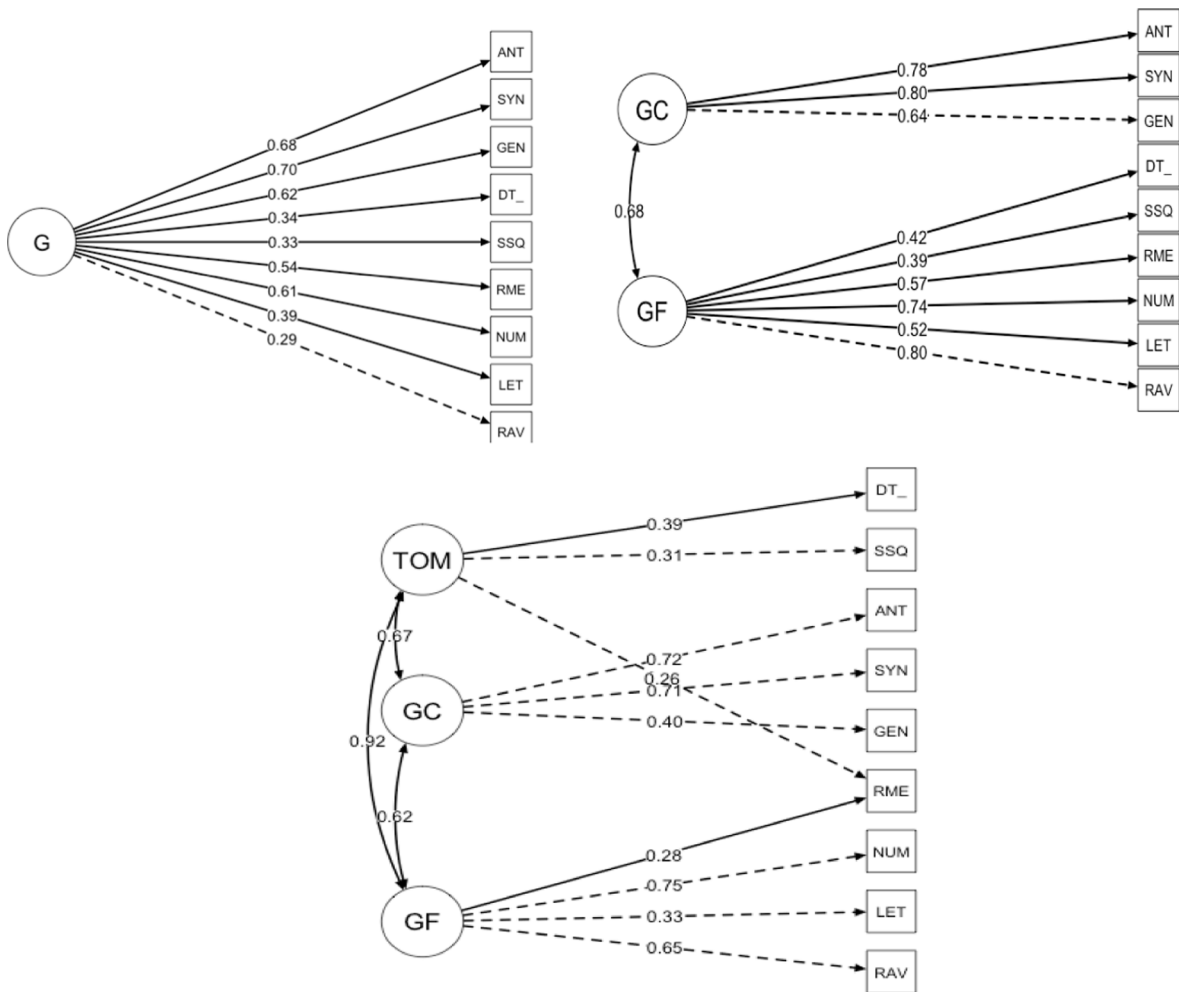 G
0.68
0.70
0.62
0.34
0.33
0.54
0.61
0.39
0.29
ANT
SYN
GEN
DT_
SSQ
RME
NUM
LET
RAV
GC
GF
0.68
0.78
0.80
0.64
0.42
0.39
0.57
0.74
0.52
0.80
ANT
SYN
GEN
DT_
SSQ
RME
NUM
LET
RAV
TOM
GC
GF
0.67
0.92
0.62
0.39
0.31
0.72
0.26
0.71
0.40
0.28
0.75
0.33
0.65
DT_
SSQ
ANT
SYN
GEN
RME
NUM
LET
RAV